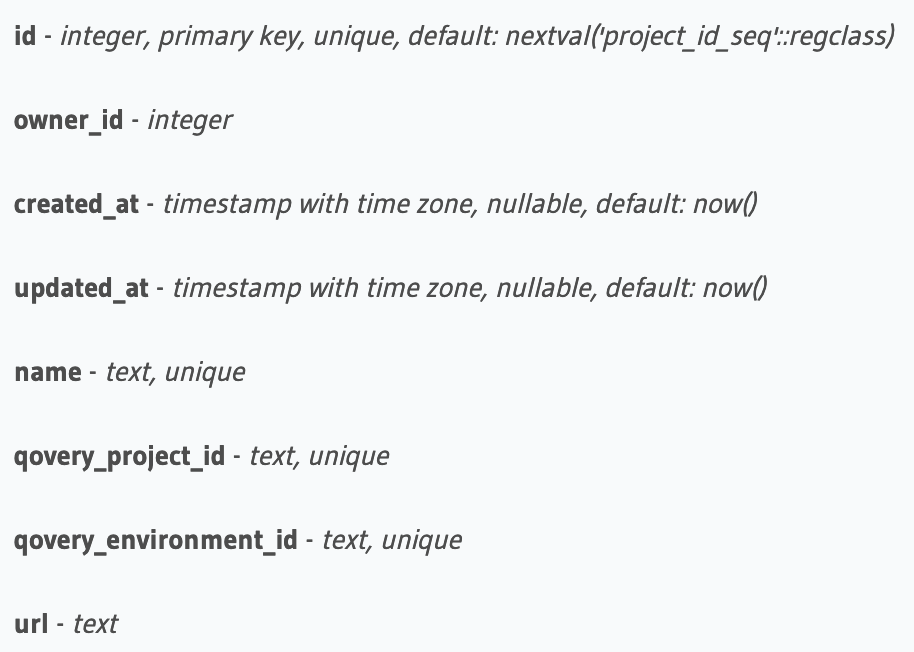 id - integer, primary key, unique, default: nextval('project_id_seq'::regclass)
owner_id - integer
created_at - timestamp with time zone, nullable, default: now()
updated_at - timestamp with time zone, nullable, default: now()
name - text, unique
qovery_project_id - text, unique
qovery_environment_id - text, unique
url - text